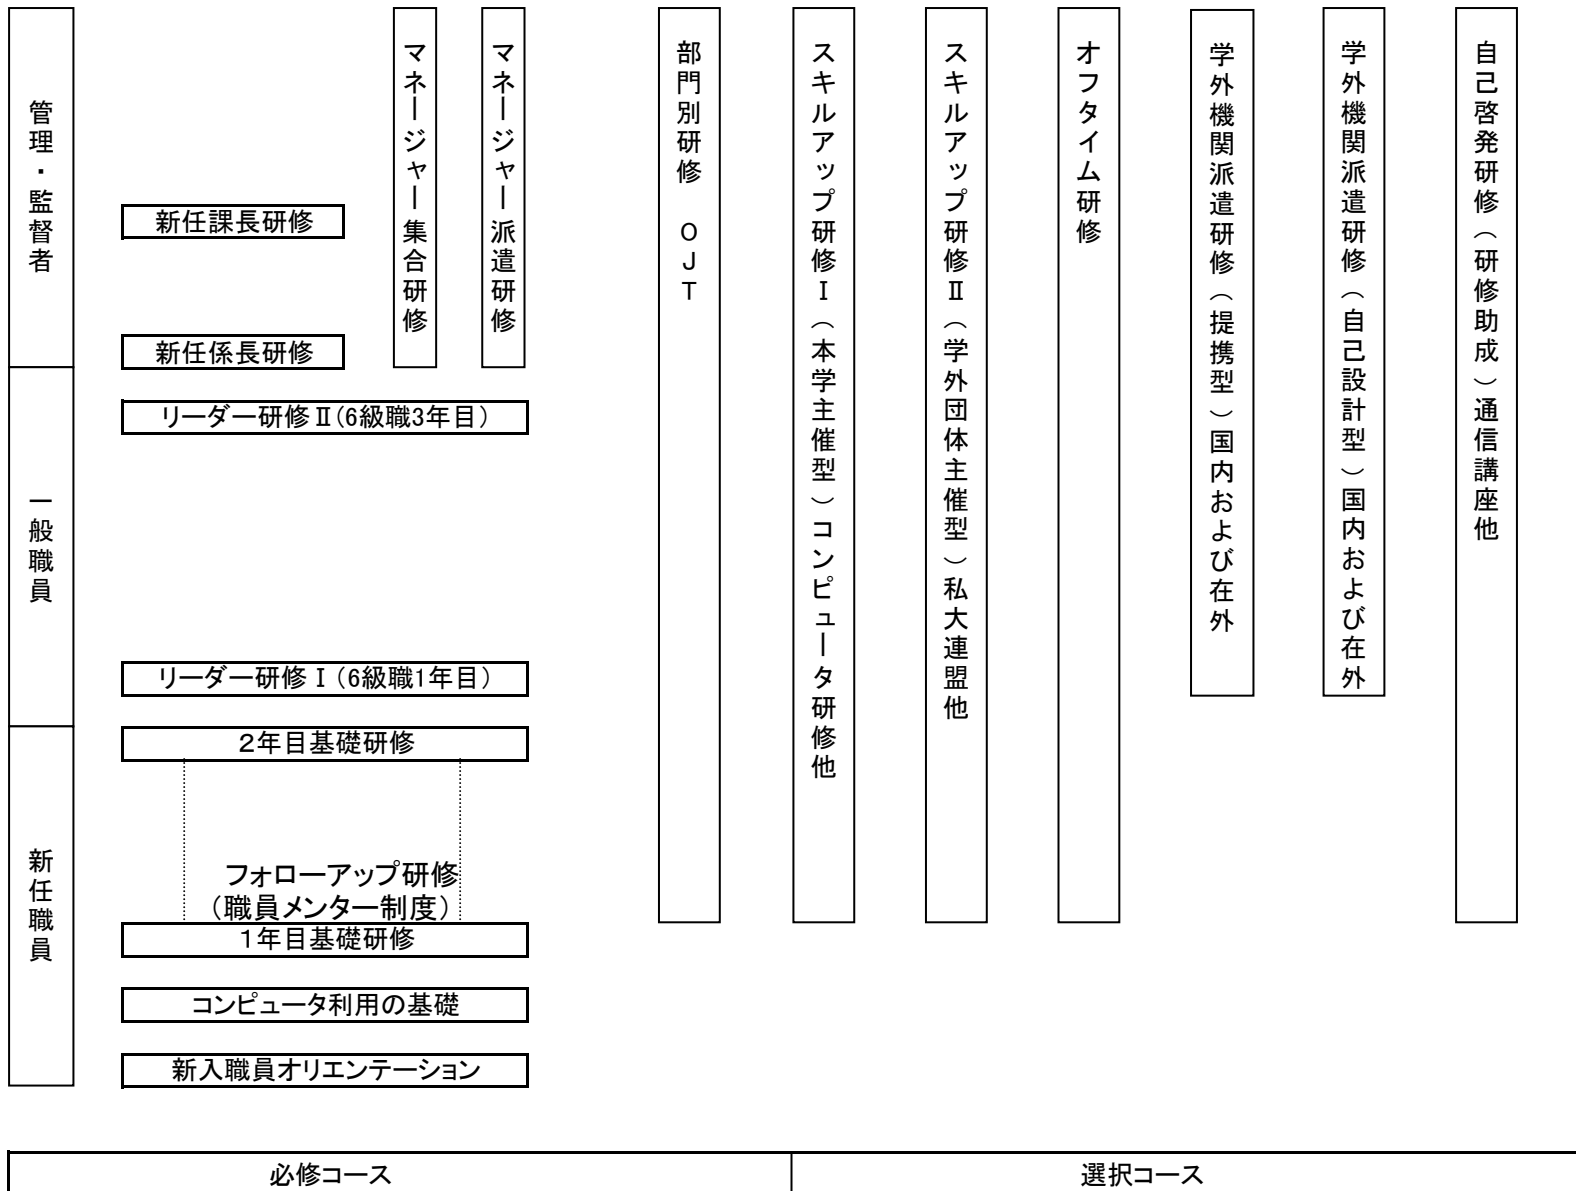 管理・監督者
一般職員
新任職員
新任課長研修
新任係長研修
マネージャー集合研修
マネージャー派遣研修
リーダー研修Ⅱ(6級職3年目)
リーダー研修Ⅰ(6級職1年目)
2年目基礎研修
フォローアップ研修
(職員メンター制度)
1年目基礎研修
コンピュータ利用の基礎
新入職員オリエンテーション
部門別研修 OJT
スキルアップ研修Ⅰ(本学主催型)コンピュータ研修他
スキルアップ研修Ⅱ(学外団体主催型)私大連盟他
オフタイム研修
学外機関派遣研修(提携型)国内および在外
学外機関派遣研修(自己設計型)国内および在外
自己啓発研修(研修助成)通信講座他
必修コース
選択コース